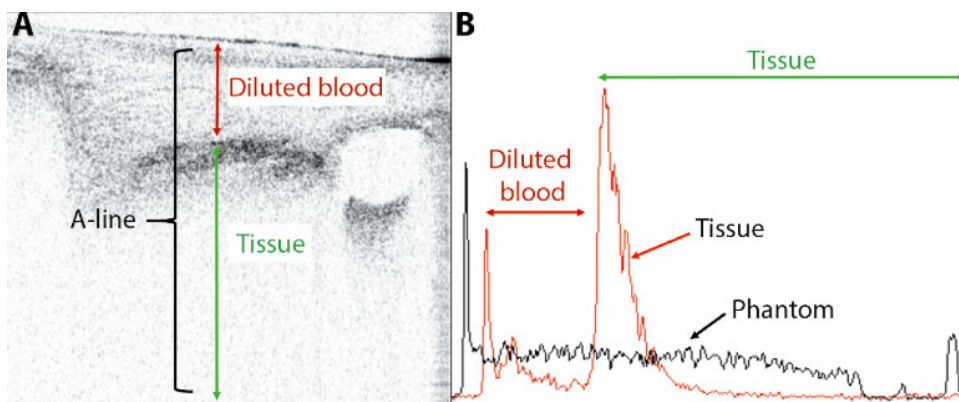 A
Diluted blood
A-line
Tissue
B
Tissue
Diluted
blood
Tissue
Phantom